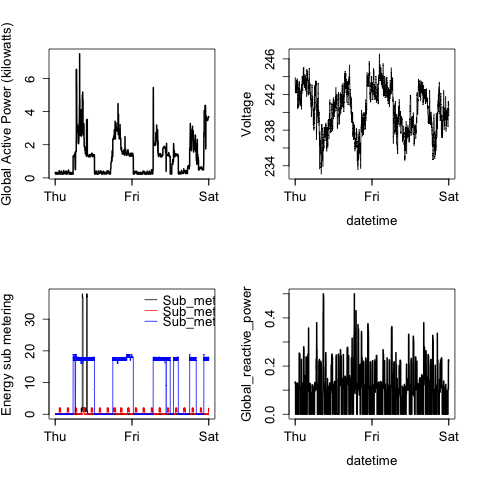 Global Active Power (kilowatts)
0 2 4 6
Thu Fri Sat
Voltage
234 238 242 246
Thu Fri Sat
datetime
Energy sub metering
0 10 20 30
Sub_met
Sub_met
Sub_met
Thu Fri Sat
Global_reactive_power
0.0 0.2 0.4
Thu Fri Sat
datetime